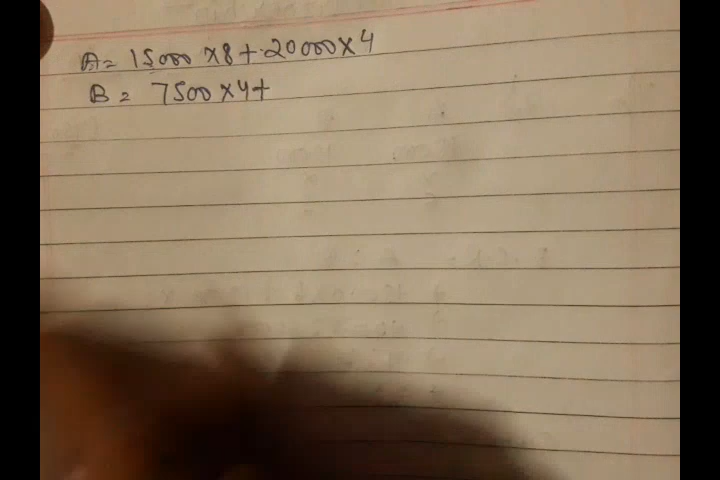 A = 15000 × 8 + 20000 × 4
B = 7500 × 4 +